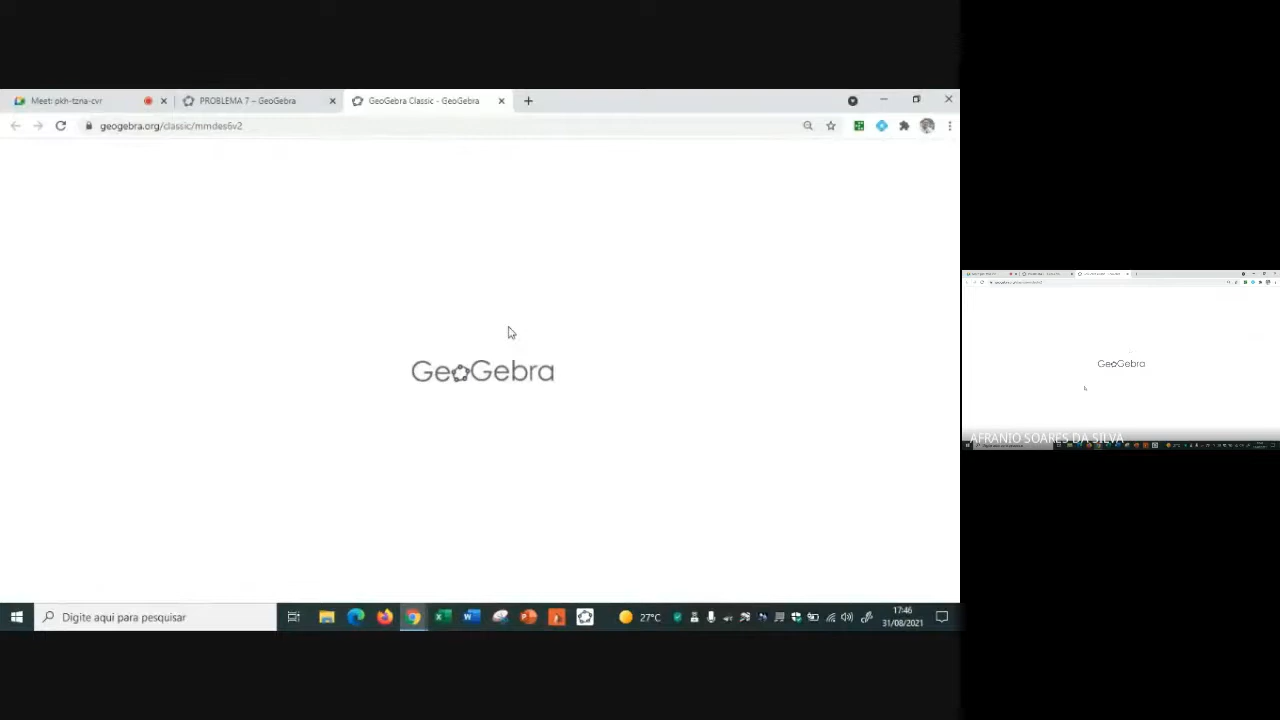 Meet: pkh-tzna-cvr
PROBLEMA 7 – GeoGebra
GeoGebra Classic - GeoGebra
geogebra.org/classic/mmdes6v2
GeoGebra
Digite aqui para pesquisar
27°C
17:46
31/08/2021
GeoGebra
AFRANIO SOARES DA SILVA